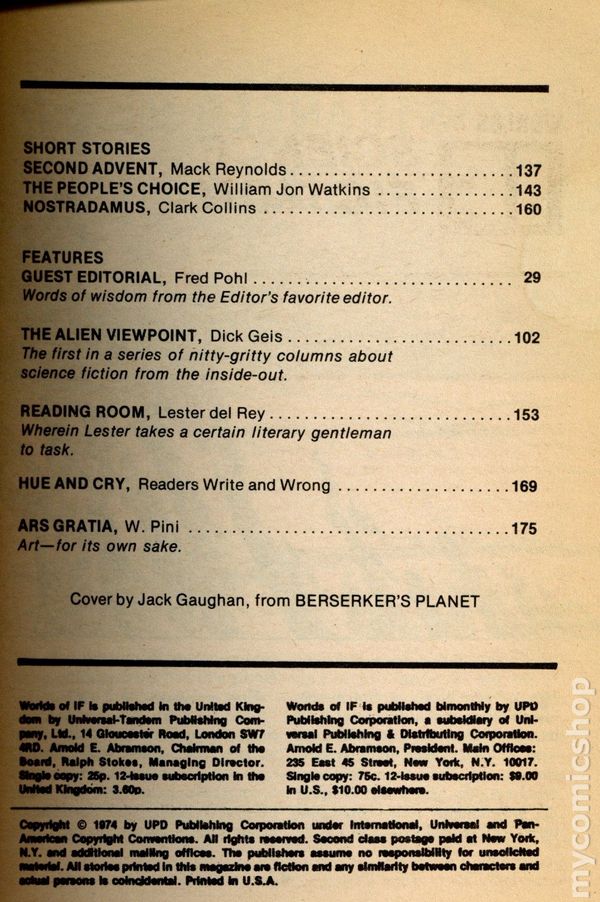 SHORT STORIES
SECOND ADVENT, Mack Reynolds..............................137
THE PEOPLE'S CHOICE, William Jon Watkins ................143
NOSTRADAMUS, Clark Collins ..............................160
FEATURES
GUEST EDITORIAL, Fred Pohl .............................. 29
Words of wisdom from the Editor's favorite editor.
THE ALIEN VIEWPOINT, Dick Geis ..........................102
The first in a series of nitty-gritty columns about
science fiction from the inside-out.
READING ROOM, Lester del Rey ............................153
Wherein Lester takes a certain literary gentleman
to task.
HUE AND CRY, Readers Write and Wrong ....................169
ARS GRATIA, W. Pini .....................................175
Art—for its own sake.
Cover by Jack Gaughan, from BERSERKER'S PLANET
Worlds of IF is published in the United King-
dom by Universal-Tandem Publishing Com-
pany, Ltd., 14 Gloucester Road, London SW7
4RD. Arnold E. Abramson, Chairman of the
Board, Ralph Stokes, Managing Director.
Single copy: 25p. 12-issue subscription in the
United Kingdom: 3.60p.
Worlds of IF is published bimonthly by UPD
Publishing Corporation, a subsidiary of Uni-
versal Publishing & Distributing Corporation.
Arnold E. Abramson, President. Main Offices:
235 East 45 Street, New York, N.Y. 10017.
Single copy: 75c. 12-issue subscription: $9.00
in U.S., $10.00 elsewhere.
Copyright © 1974 by UPD Publishing Corporation under International, Universal and Pan-
American Copyright Conventions. All rights reserved. Second class postage paid at New York,
N.Y. and additional mailing offices. The publishers assume no responsibility for unsolicited
material. All stories printed in this magazine are fiction and any similarity between characters and
actual persons is coincidental. Printed in U.S.A.
mycomicshop